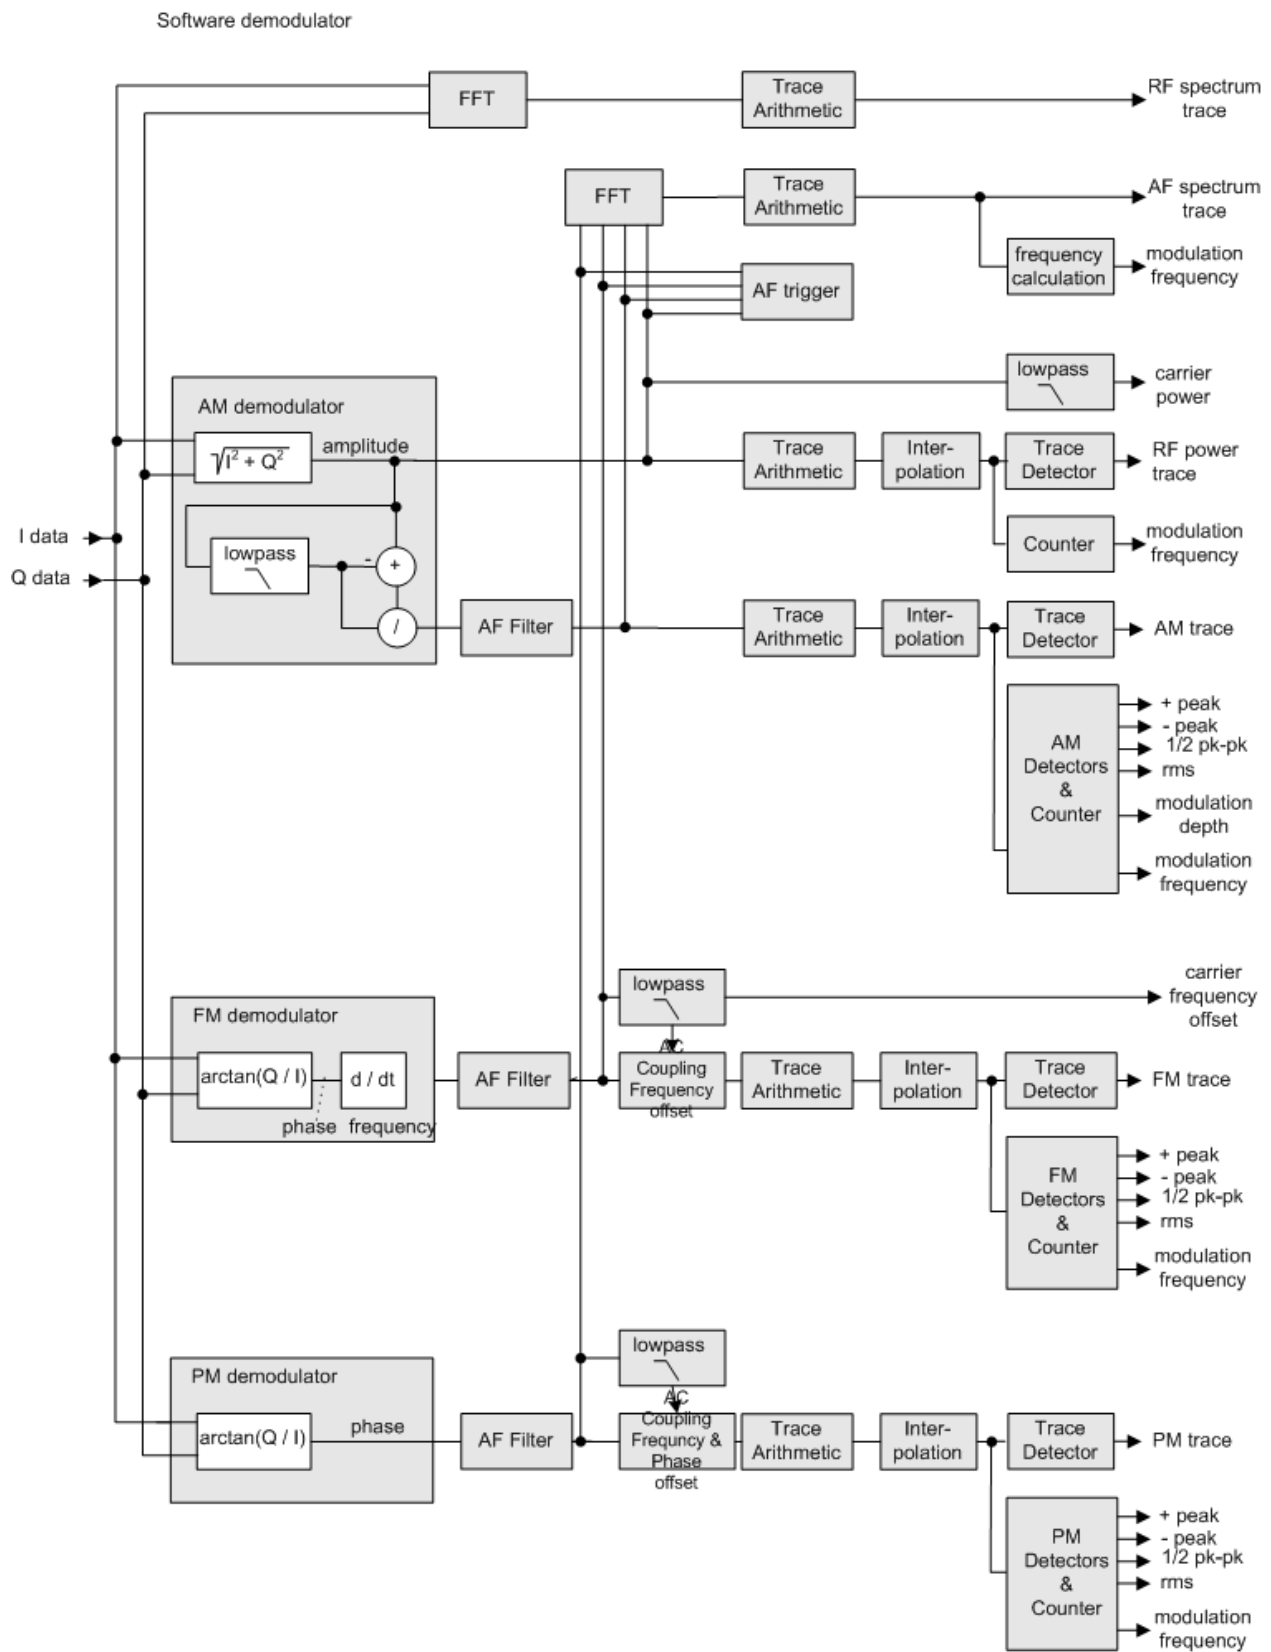 Software demodulator
FFT
Trace
Arithmetic
RF spectrum
trace
FFT
Trace
Arithmetic
AF spectrum
trace
frequency
calculation
modulation
frequency
AF trigger
lowpass
carrier
power
AM demodulator
√I² + Q²
amplitude
Trace
Arithmetic
Inter-
polation
Trace
Detector
RF power
trace
I data
Q data
lowpass
-
+
/
Counter
modulation
frequency
AF Filter
Trace
Arithmetic
Inter-
polation
Trace
Detector
AM trace
AM
Detectors
&
Counter
+ peak
- peak
1/2 pk-pk
rms
modulation
depth
modulation
frequency
lowpass
carrier
frequency
offset
FM demodulator
arctan(Q / I)
d / dt
phase
frequency
AF Filter
AC
Coupling
Frequency
offset
Trace
Arithmetic
Inter-
polation
Trace
Detector
FM trace
FM
Detectors
&
Counter
+ peak
- peak
1/2 pk-pk
rms
modulation
frequency
lowpass
PM demodulator
arctan(Q / I)
phase
AF Filter
AC
Coupling
Frequncy &
Phase
offset
Trace
Arithmetic
Inter-
polation
Trace
Detector
PM trace
PM
Detectors
&
Counter
+ peak
- peak
1/2 pk-pk
rms
modulation
frequency